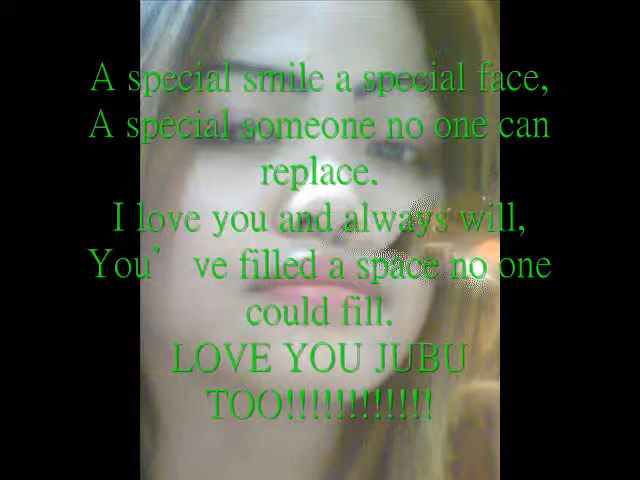 A special smile a special face,
A special someone no one can
replace.
I love you and always will,
You’ve filled a space no one
could fill.
LOVE YOU JUBU
TOO!!!!!!!!!!!!